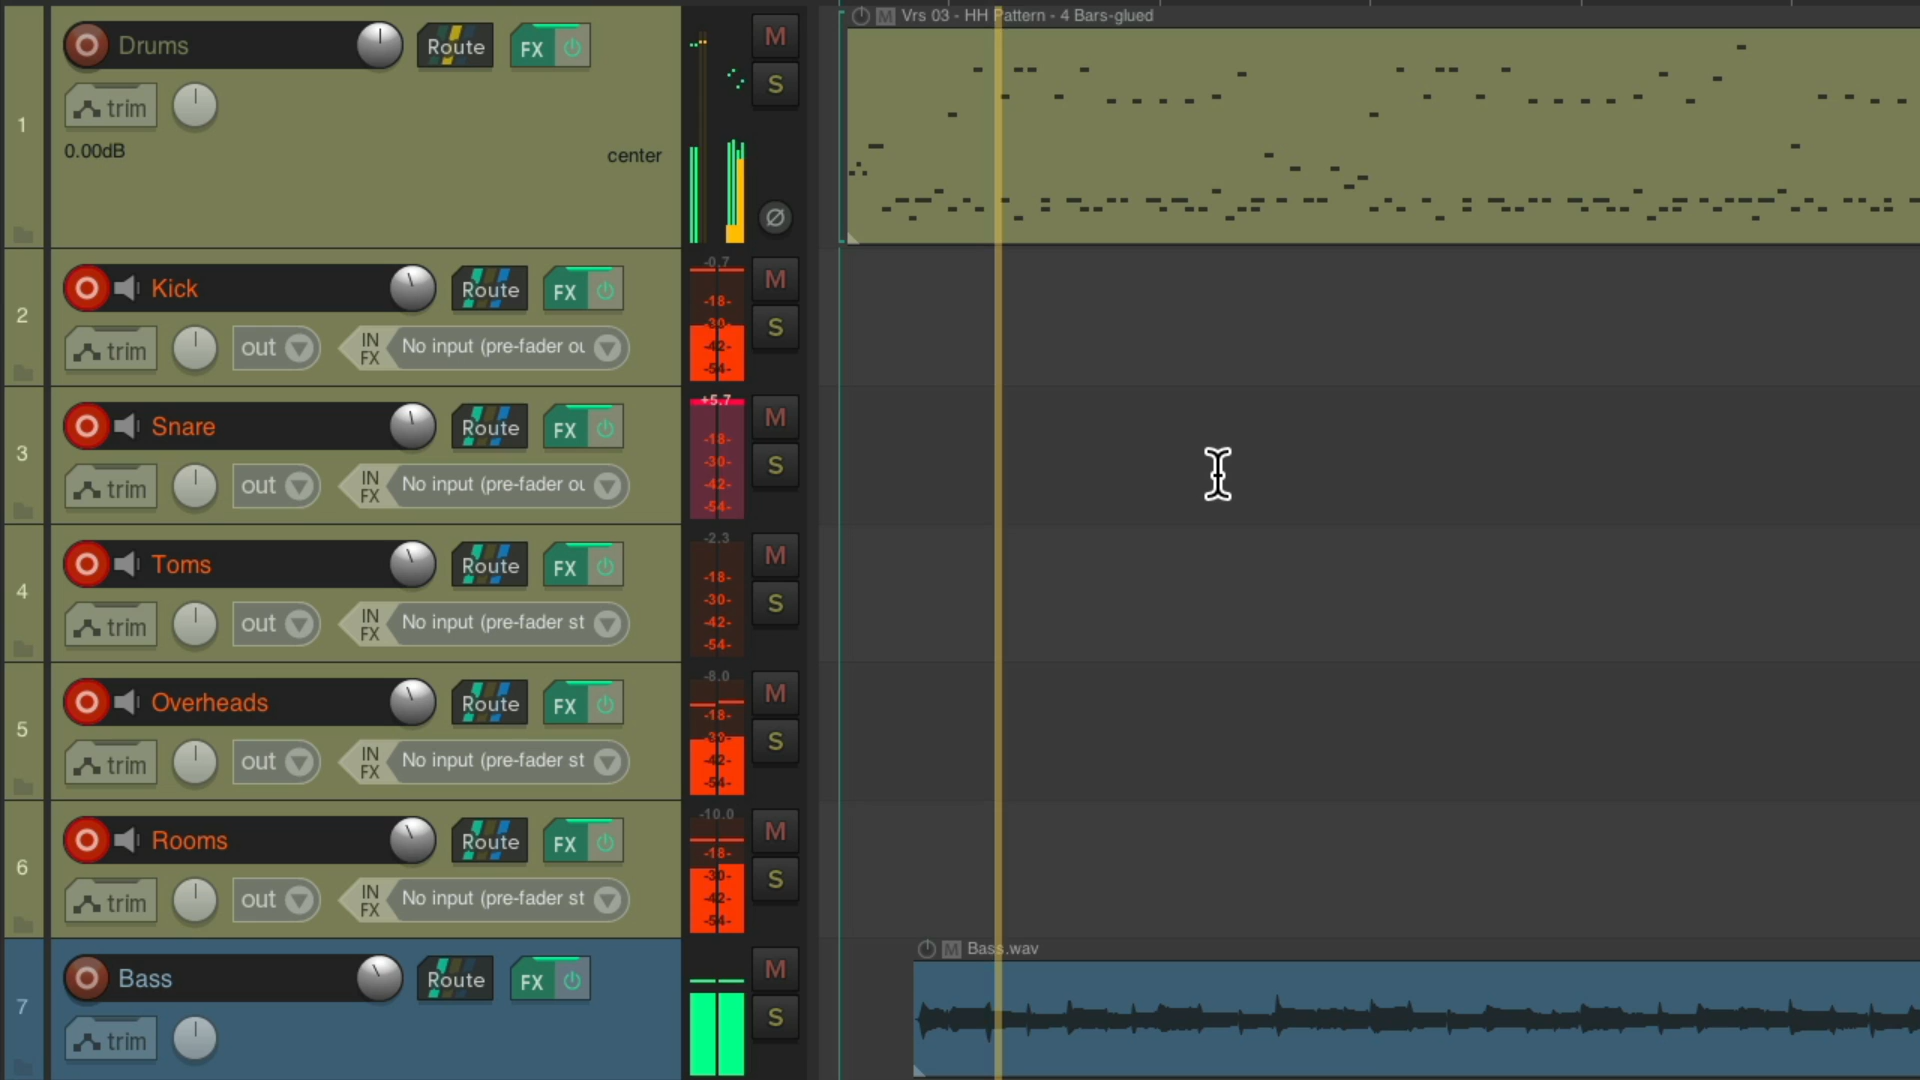 Vrs 03 - HH Pattern - 4 Bars-glued
1
Drums
Route
FX
M
S
trim
0.00dB
center
2
Kick
Route
FX
-0.7
-18-
-30-
-42-
-54-
M
S
trim
out
IN FX
No input (pre-fader ou
3
Snare
Route
FX
+5.7
-18-
-30-
-42-
-54-
M
S
trim
out
IN FX
No input (pre-fader ou
4
Toms
Route
FX
-2.3
-18-
-30-
-42-
-54-
M
S
trim
out
IN FX
No input (pre-fader st
5
Overheads
Route
FX
-8.0
-18-
-30-
-42-
-54-
M
S
trim
out
IN FX
No input (pre-fader st
6
Rooms
Route
FX
-10.0
-18-
-30-
-42-
-54-
M
S
trim
out
IN FX
No input (pre-fader st
M Bass.wav
7
Bass
Route
FX
M
S
trim